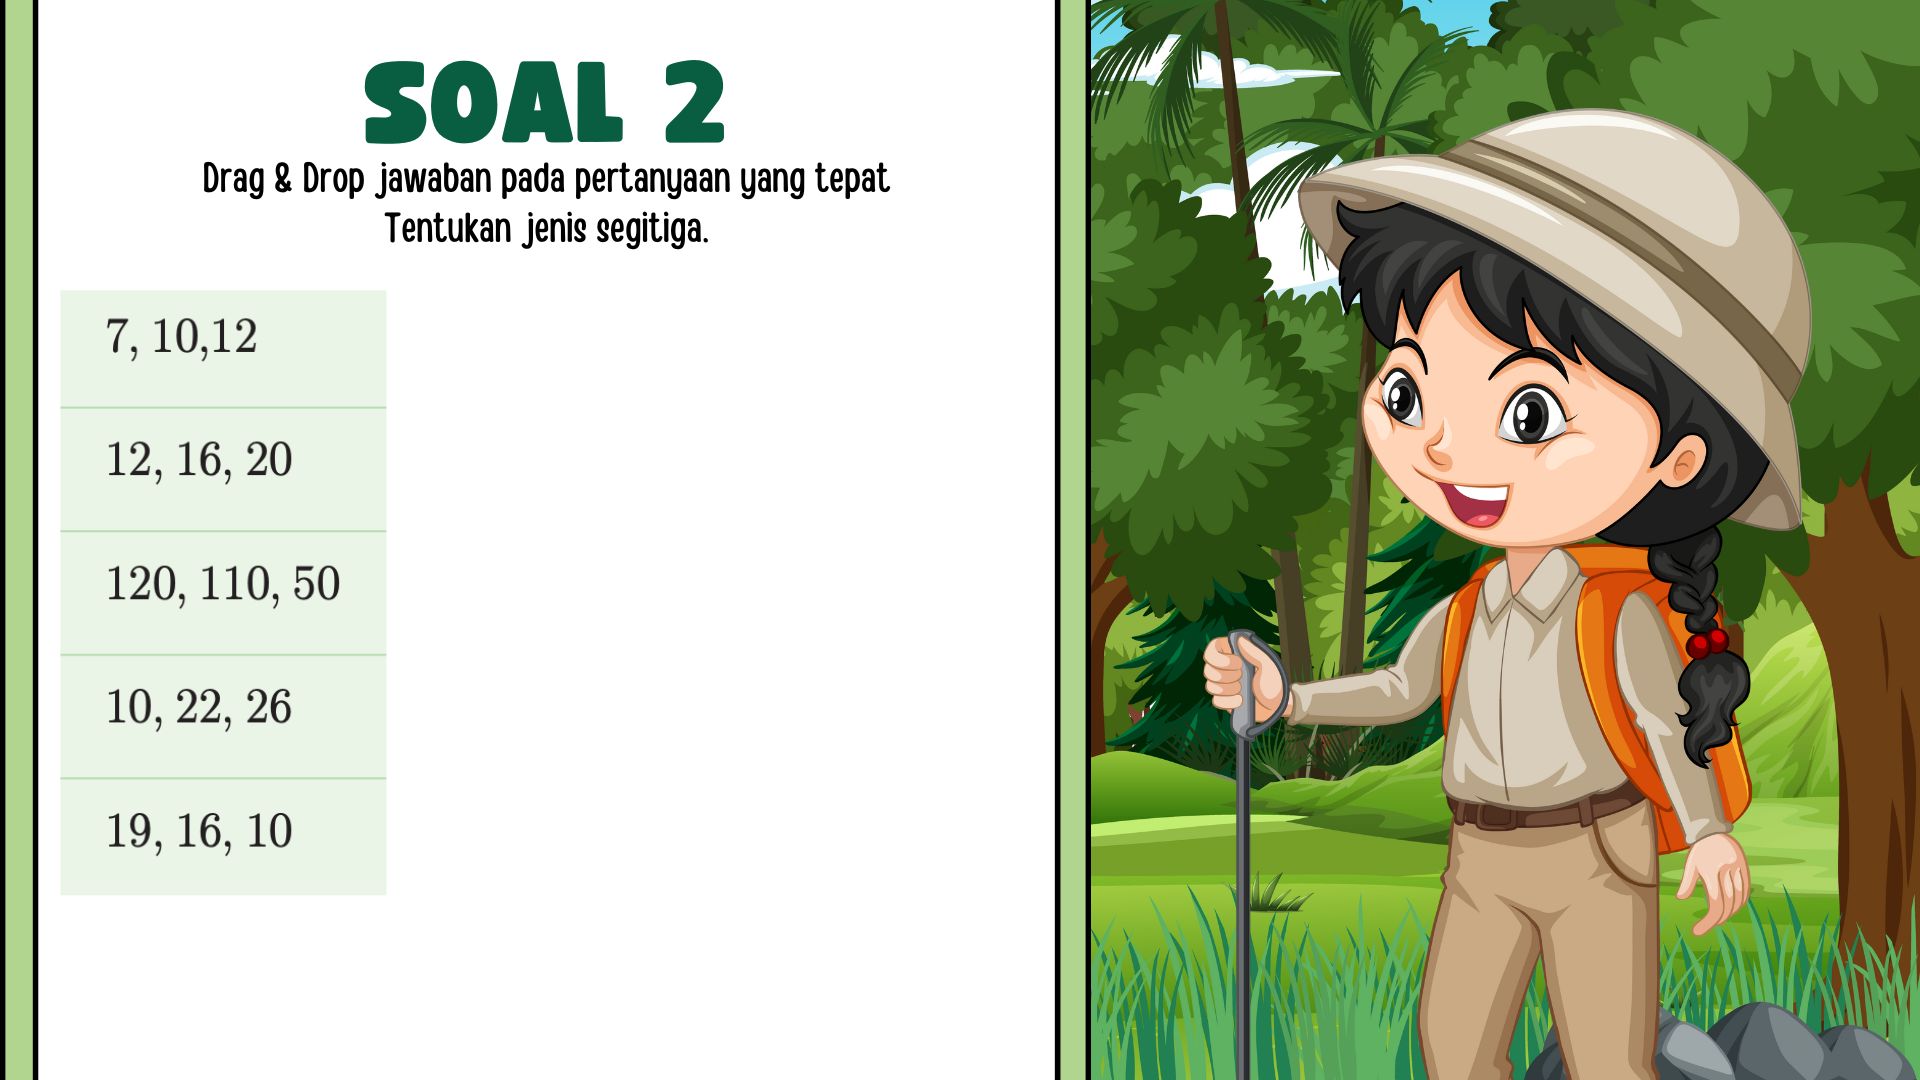 SOAL 2
Drag & Drop jawaban pada pertanyaan yang tepat
Tentukan jenis segitiga.
7, 10,12
12, 16, 20
120, 110, 50
10, 22, 26
19, 16, 10